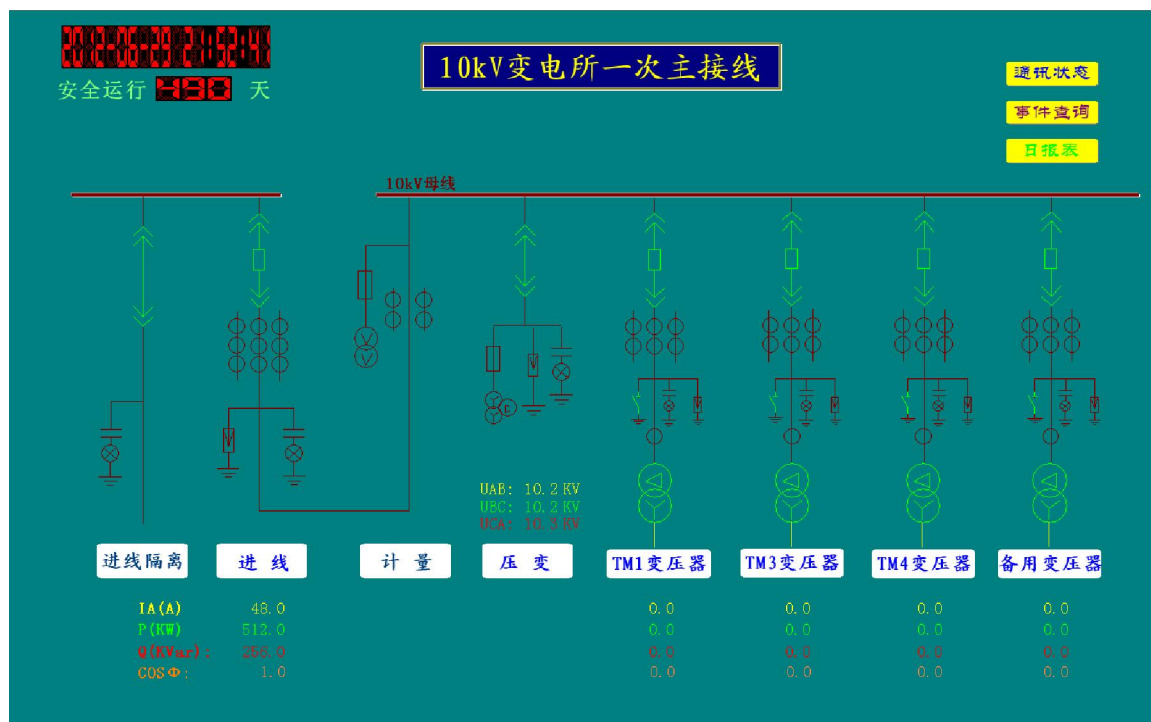 10kV变电所一次主接线
安全运行 490 天
通讯状态
事件查询
日报表
10kV母线
UAB: 10.2 KV
UBC: 10.2 KV
UCA: 10.3 KV
进线隔离 进 线 计 量 压 变 TM1变压器 TM3变压器 TM4变压器 备用变压器
IA(A) 48.0 0.0 0.0 0.0 0.0
P(KW) 512.0 0.0 0.0 0.0 0.0
Q(KVar): 256.0 0.0 0.0 0.0 0.0
COSΦ: 1.0 0.0 0.0 0.0 0.0